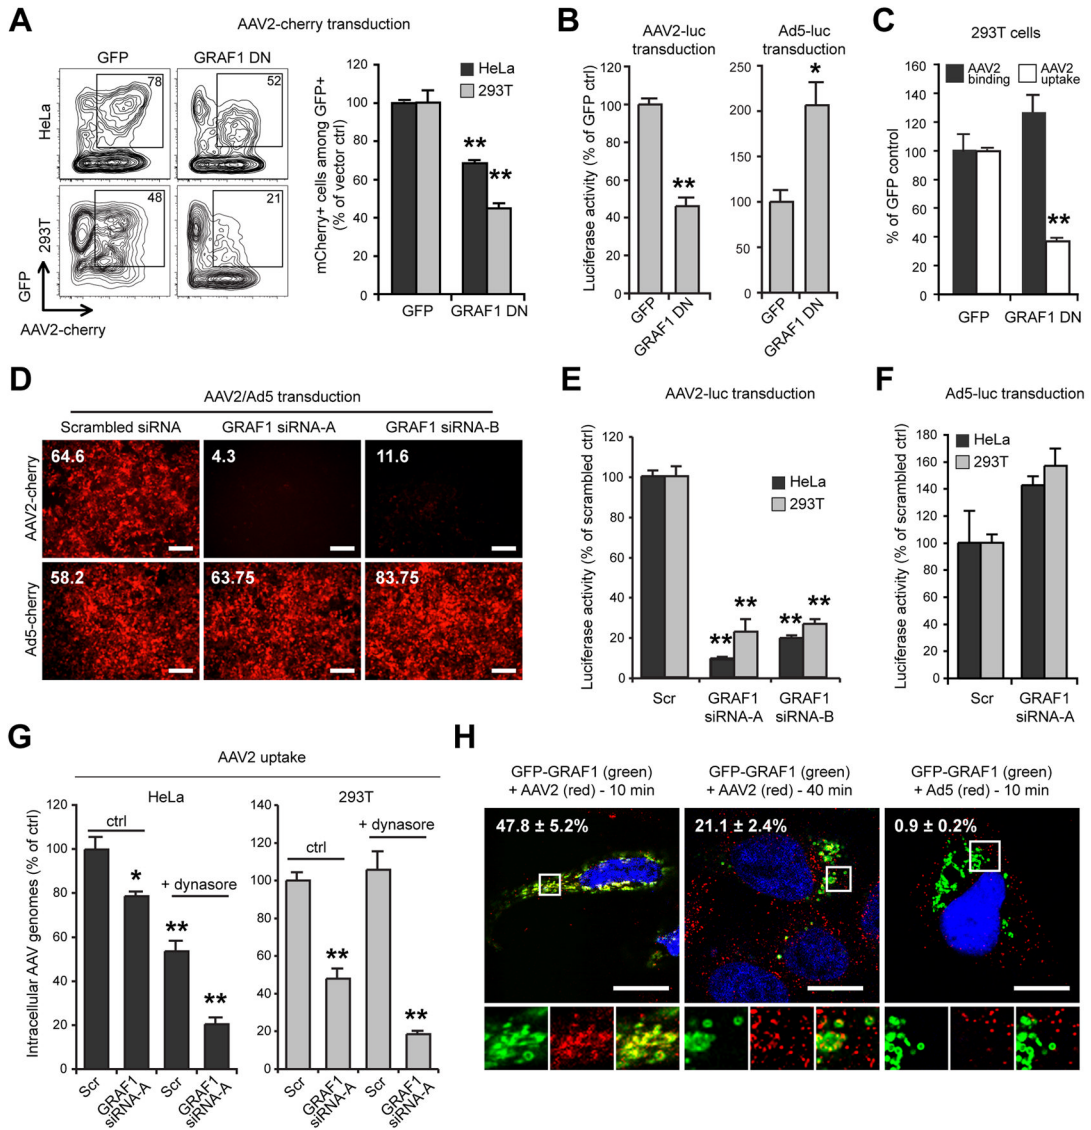 A
AAV2-cherry transduction
GFP
GRAF1 DN
HeLa
78
52
293T
48
21
GFP
AAV2-cherry
mCherry+ cells among GFP+
(% of vector ctrl)
120
100
80
60
40
20
0
HeLa
293T
**
**
GFP
GRAF1 DN
B
AAV2-luc
transduction
Ad5-luc
transduction
Luciferase activity (% of GFP ctrl)
120
100
80
60
40
20
0
**
GFP
GRAF1 DN
250
200
150
100
50
0
*
GFP
GRAF1 DN
C
293T cells
AAV2
binding
AAV2
uptake
% of GFP control
160
140
120
100
80
60
40
20
0
**
GFP
GRAF1 DN
D
AAV2/Ad5 transduction
Scrambled siRNA
GRAF1 siRNA-A
GRAF1 siRNA-B
AAV2-cherry
64.6
4.3
11.6
Ad5-cherry
58.2
63.75
83.75
E
AAV2-luc transduction
Luciferase activity (% of scrambled ctrl)
120
100
80
60
40
20
0
HeLa
293T
**
**
**
**
Scr
GRAF1
siRNA-A
GRAF1
siRNA-B
F
Ad5-luc transduction
Luciferase activity (% of scrambled ctrl)
180
160
140
120
100
80
60
40
20
0
HeLa
293T
Scr
GRAF1
siRNA-A
G
AAV2 uptake
HeLa
293T
Intracellular AAV genomes (% of ctrl)
120
100
80
60
40
20
0
ctrl
*
+ dynasore
**
**
Scr
GRAF1
siRNA-A
Scr
GRAF1
siRNA-A
140
120
100
80
60
40
20
0
ctrl
**
+ dynasore
**
Scr
GRAF1
siRNA-A
Scr
GRAF1
siRNA-A
H
GFP-GRAF1 (green)
+ AAV2 (red) - 10 min
GFP-GRAF1 (green)
+ AAV2 (red) - 40 min
GFP-GRAF1 (green)
+ Ad5 (red) - 10 min
47.8 ± 5.2%
21.1 ± 2.4%
0.9 ± 0.2%